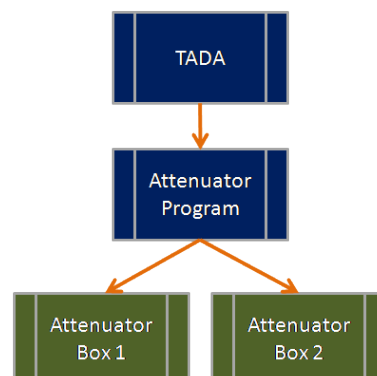 TADA
Attenuator
Program
Attenuator
Box 1
Attenuator
Box 2